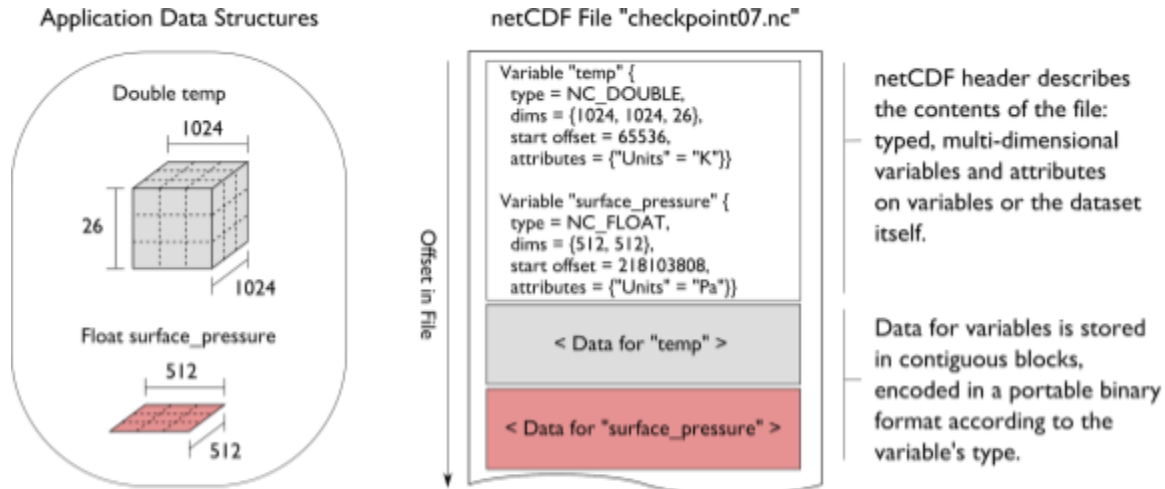 Application Data Structures
Double temp
1024
26
1024
Float surface_pressure
512
512
netCDF File "checkpoint07.nc"
Offset in File
Variable "temp" {
type = NC_DOUBLE,
dims = {1024, 1024, 26},
start offset = 65536,
attributes = {"Units" = "K"}}
Variable "surface_pressure" {
type = NC_FLOAT,
dims = {512, 512},
start offset = 218103808,
attributes = {"Units" = "Pa"}}
< Data for "temp" >
< Data for "surface_pressure" >
netCDF header describes
the contents of the file:
typed, multi-dimensional
variables and attributes
on variables or the dataset
itself.
Data for variables is stored
in contiguous blocks,
encoded in a portable binary
format according to the
variable's type.